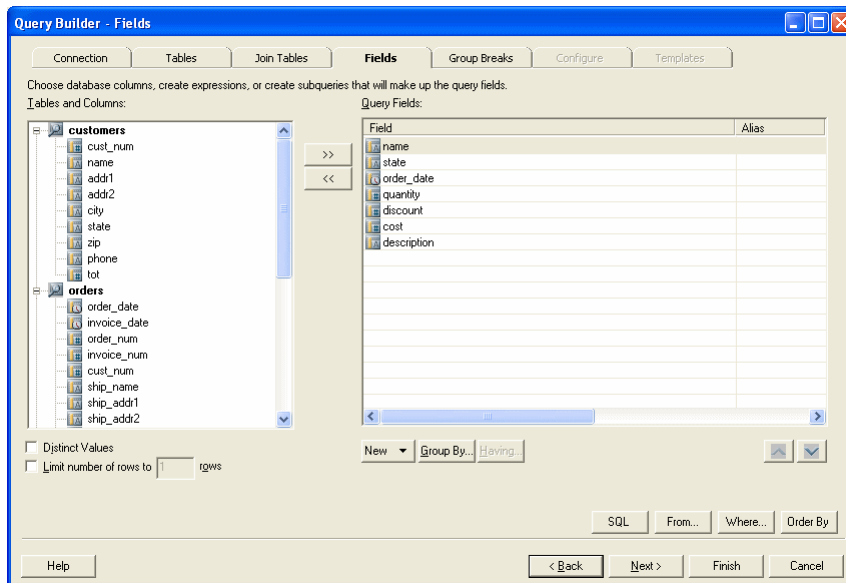 Query Builder - Fields
Connection Tables Join Tables Fields Group Breaks Configure Templates
Choose database columns, create expressions, or create subqueries that will make up the query fields.
Tables and Columns: Query Fields:
customers
cust_num
name
addr1
addr2
city
state
zip
phone
tot
orders
order_date
invoice_date
order_num
invoice_num
cust_num
ship_name
ship_addr1
ship_addr2
>>
<<
Field Alias
name
state
order_date
quantity
discount
cost
description
Distinct Values
Limit number of rows to 1 rows
New Group By... Having...
SQL From... Where... Order By
Help < Back Next > Finish Cancel